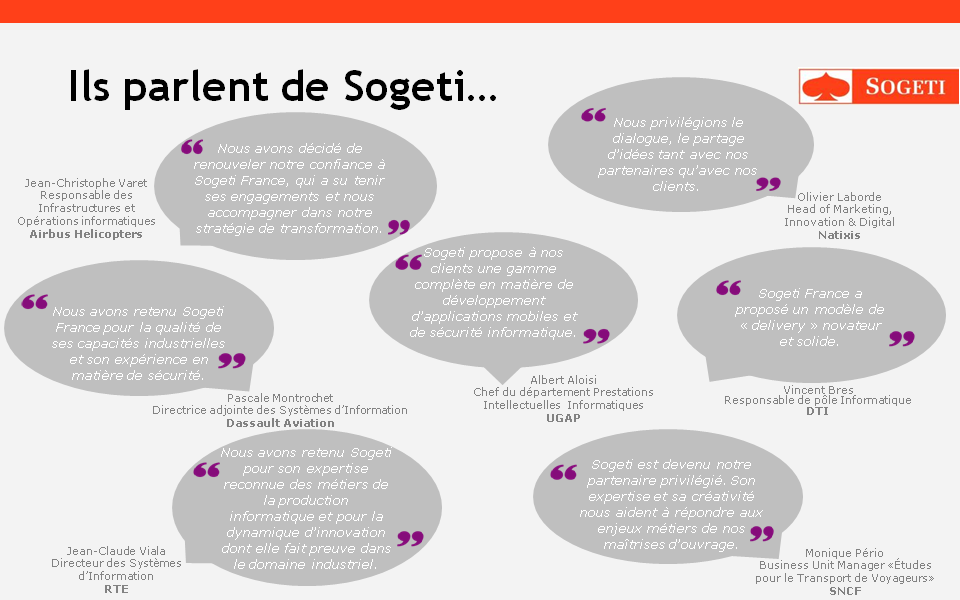 Ils parlent de Sogeti...
SOGETI
Nous avons décidé de
renouveler notre confiance à
Sogeti France, qui a su tenir
ses engagements et nous
accompagner dans notre
stratégie de transformation.
Jean-Christophe Varet
Responsable des
Infrastructures et
Opérations informatiques
Airbus Helicopters
Nous privilégions le
dialogue, le partage
d'idées tant avec nos
partenaires qu'avec nos
clients.
Olivier Laborde
Head of Marketing,
Innovation & Digital
Natixis
Nous avons retenu Sogeti
France pour la qualité de
ses capacités industrielles
et son expérience en
matière de sécurité.
Pascale Montrochet
Directrice adjointe des Systèmes d'Information
Dassault Aviation
Sogeti propose à nos
clients une gamme
complète en matière de
développement
d'applications mobiles et
de sécurité informatique.
Albert Aloisi
Chef du département Prestations
Intellectuelles Informatiques
UGAP
Sogeti France a
proposé un modèle de
« delivery » novateur
et solide.
Vincent Bres
Responsable de pôle Informatique
DTI
Nous avons retenu Sogeti
pour son expertise
reconnue des métiers de
la production
informatique et pour la
dynamique d'innovation
dont elle fait preuve dans
le domaine industriel.
Jean-Claude Viala
Directeur des Systèmes
d'Information
RTE
Sogeti est devenu notre
partenaire privilégié. Son
expertise et sa créativité
nous aident à répondre aux
enjeux métiers de nos
maîtrises d'ouvrage.
Monique Pério
Business Unit Manager «Études
pour le Transport de Voyageurs»
SNCF